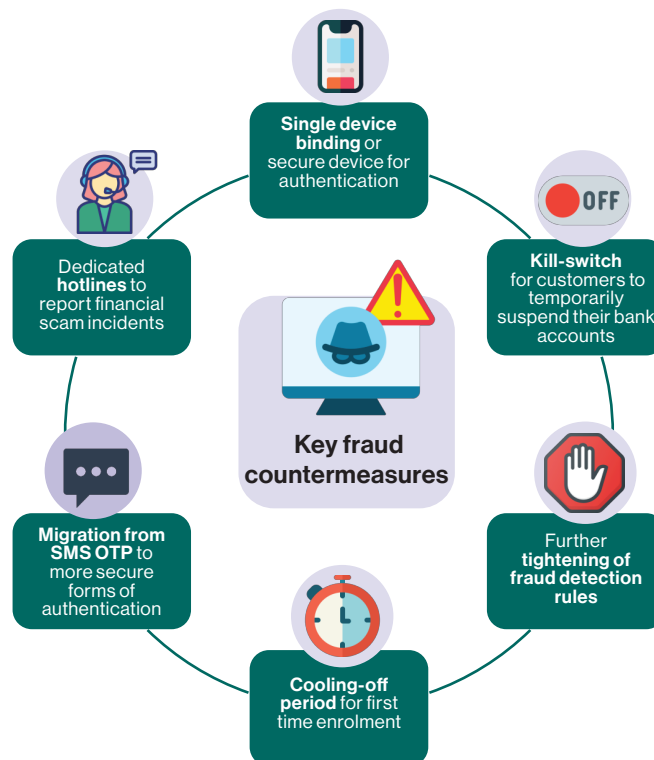 Single device
binding or
secure device for
authentication
OFF
Kill-switch
for customers to
temporarily
suspend their bank
accounts
Further
tightening of
fraud detection
rules
Cooling-off
period for first
time enrolment
Migration from
SMS OTP to
more secure
forms of
authentication
Dedicated
hotlines to
report financial
scam incidents
Key fraud
countermeasures